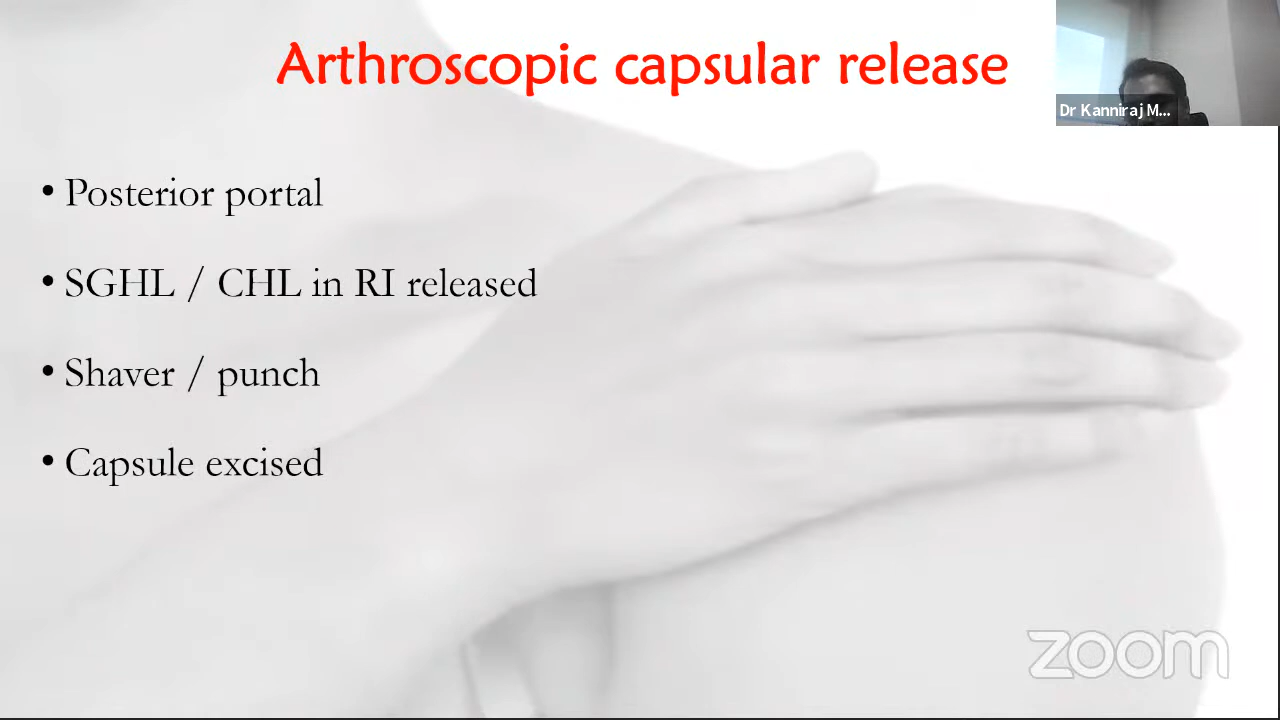 Arthroscopic capsular release
Dr Kanniraj M...
• Posterior portal
• SGHL / CHL in RI released
• Shaver / punch
• Capsule excised
zoom